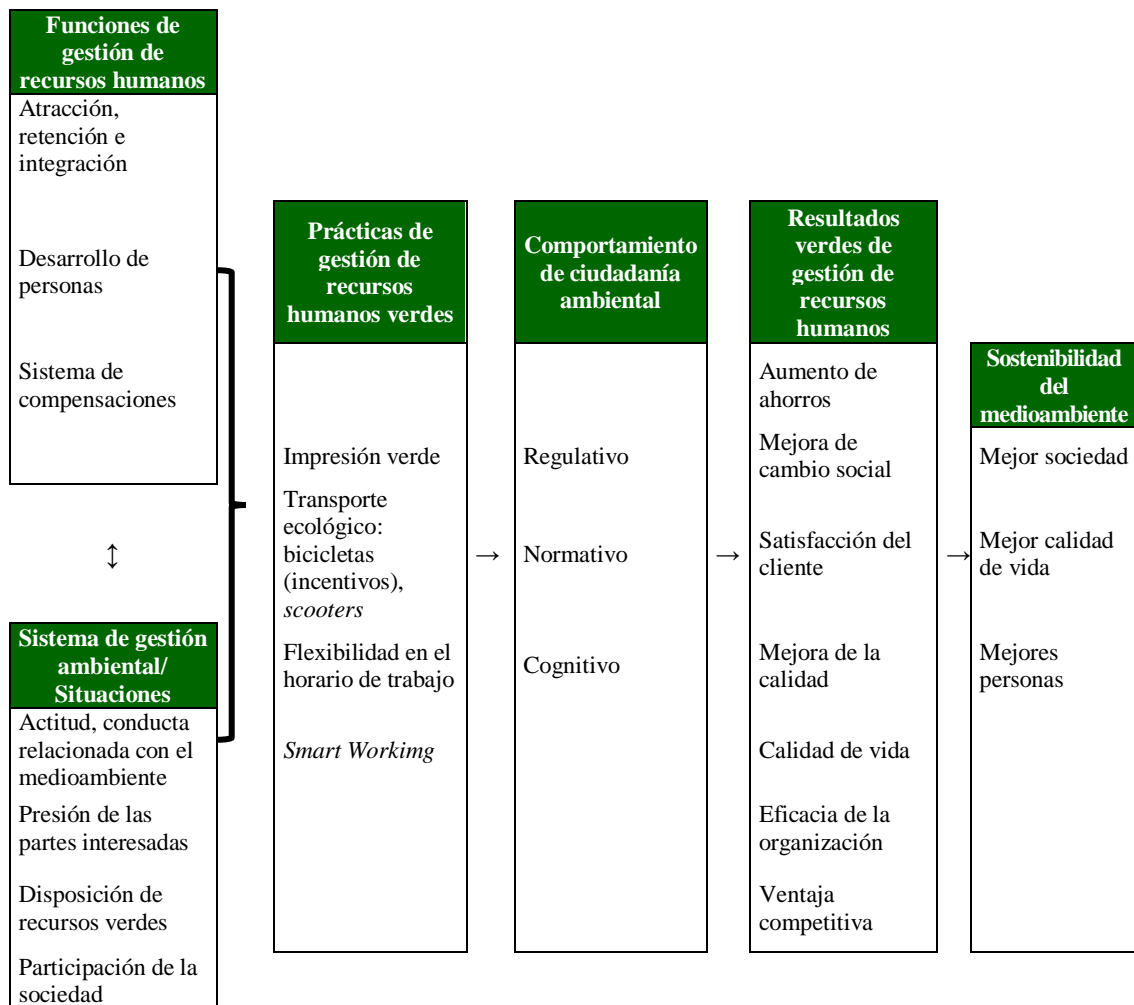 Funciones de
gestión de
recursos humanos
Atracción,
retención e
integración
Desarrollo de
personas
Sistema de
compensaciones
↕
Sistema de gestión
ambiental/
Situaciones
Actitud, conducta
relacionada con el
medioambiente
Presión de las
partes interesadas
Disposición de
recursos verdes
Participación de la
sociedad
Prácticas de
gestión de
recursos
humanos verdes
Impresión verde
Transporte
ecológico:
bicicletas
(incentivos),
scooters
Flexibilidad en el
horario de trabajo
Smart Workimg
→
Comportamiento
de ciudadanía
ambiental
Regulativo
Normativo
Cognitivo
→
Resultados
verdes de
gestión de
recursos
humanos
Aumento de
ahorros
Mejora de
cambio social
Satisfacción del
cliente
Mejora de la
calidad
Calidad de vida
Eficacia de la
organización
Ventaja
competitiva
→
Sostenibilidad
del
medioambiente
Mejor sociedad
Mejor calidad
de vida
Mejores
personas